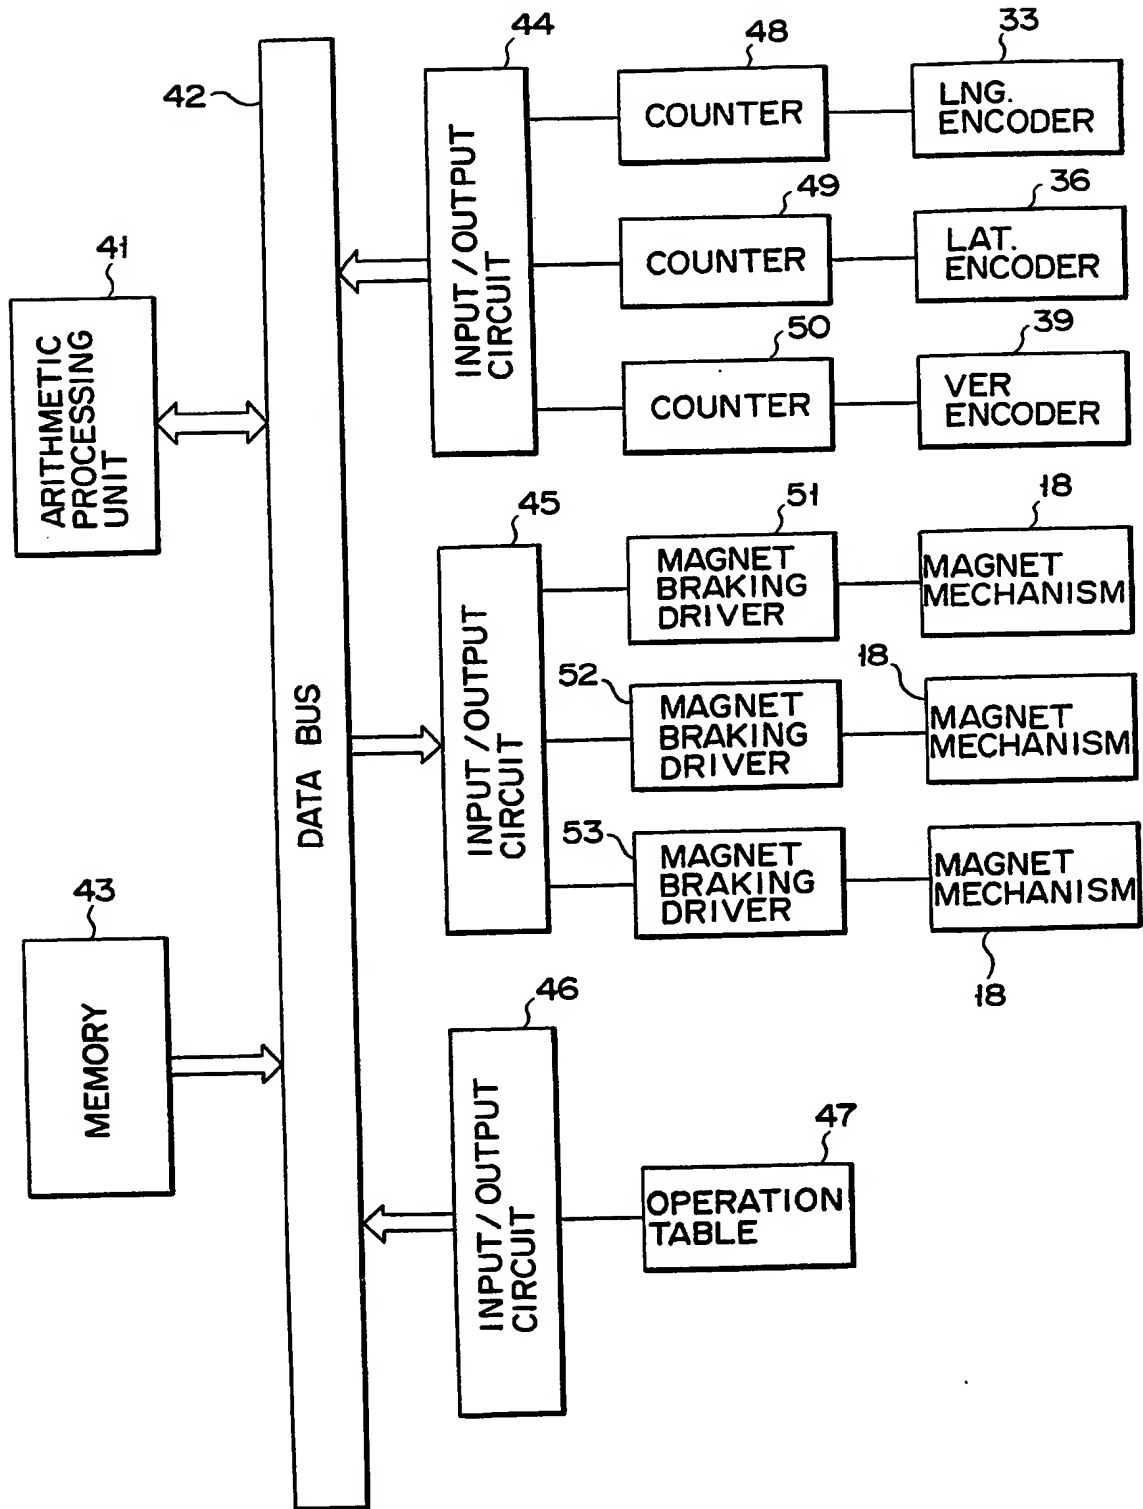 44
48
33
42
INPUT/OUTPUT
CIRCUIT
COUNTER
LNG.
ENCODER
49
36
COUNTER
LAT.
ENCODER
41
ARITHMETIC
PROCESSING
UNIT
50
39
COUNTER
VER
ENCODER
45
51
18
INPUT/OUTPUT
CIRCUIT
MAGNET
BRAKING
DRIVER
MAGNET
MECHANISM
DATA BUS
52
18
MAGNET
BRAKING
DRIVER
MAGNET
MECHANISM
53
MAGNET
BRAKING
DRIVER
MAGNET
MECHANISM
18
43
MEMORY
46
INPUT/OUTPUT
CIRCUIT
47
OPERATION
TABLE